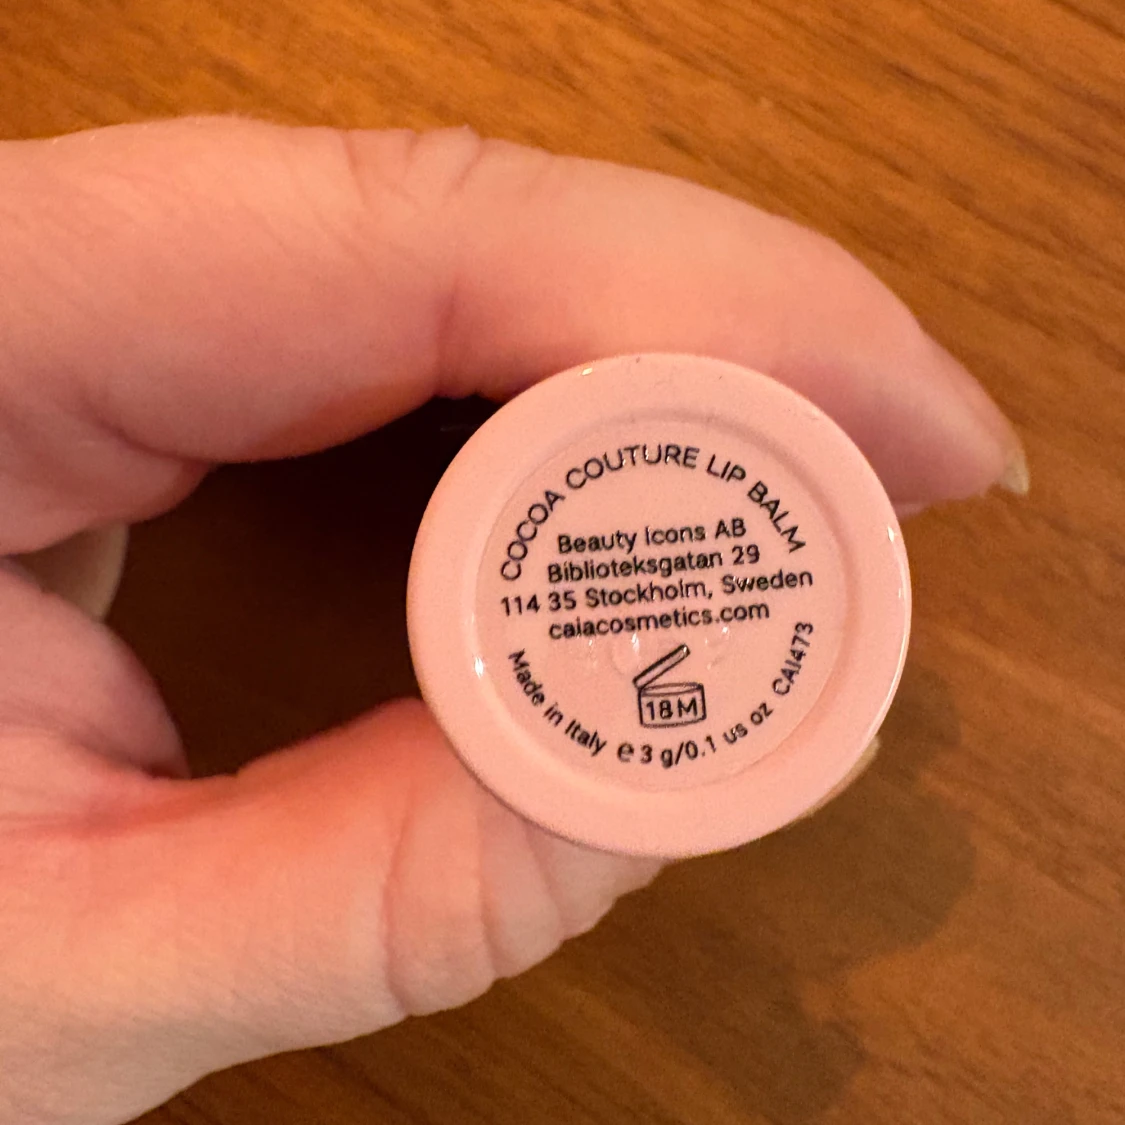 COCOA COUTURE LIP BALM
Beauty Icons AB
Biblioteksgatan 29
114 35 Stockholm, Sweden
caiacosmetics.com
18M
Made in Italy ℮ 3 g/0.1 us oz CAI473